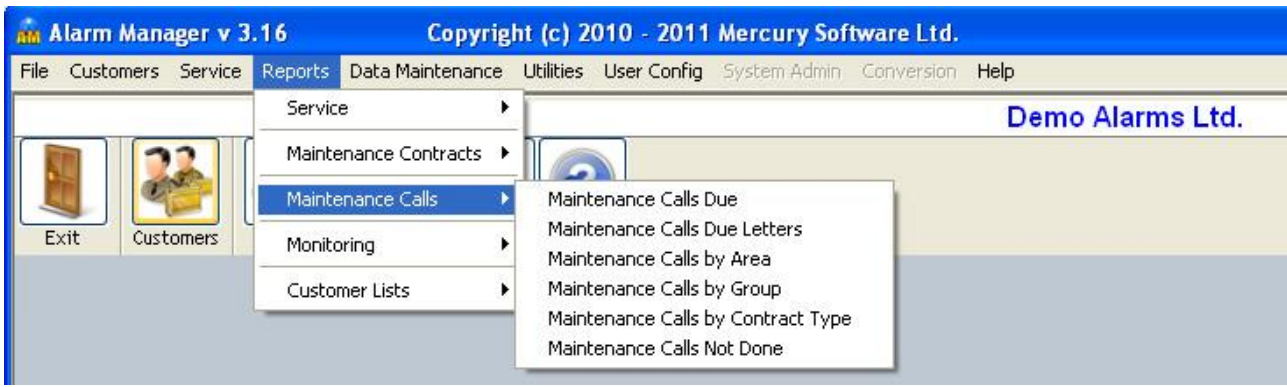 Alarm Manager v 3.16 Copyright (c) 2010 - 2011 Mercury Software Ltd.
File Customers Service Reports Data Maintenance Utilities User Config System Admin Conversion Help
Demo Alarms Ltd.
Exit
Customers
Service
Maintenance Contracts
Maintenance Calls
Monitoring
Customer Lists
Maintenance Calls Due
Maintenance Calls Due Letters
Maintenance Calls by Area
Maintenance Calls by Group
Maintenance Calls by Contract Type
Maintenance Calls Not Done